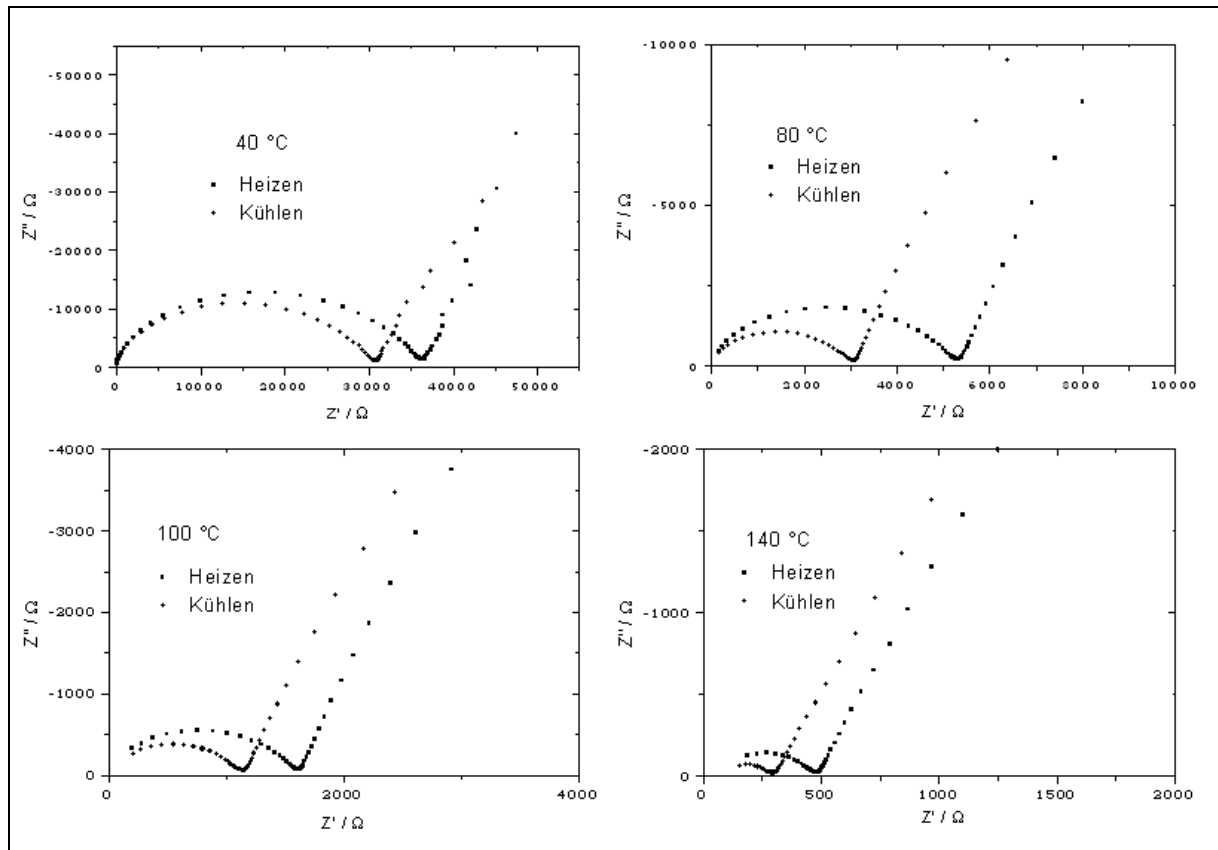 -50000
-40000
-30000
-20000
-10000
0
Z'' / Ω
40 °C
Heizen
Kühlen
0 10000 20000 30000 40000 50000
Z' / Ω
-10000
-5000
0
Z'' / Ω
80 °C
Heizen
Kühlen
0 2000 4000 6000 8000 10000
Z' / Ω
-4000
-3000
-2000
-1000
0
Z'' / Ω
100 °C
Heizen
Kühlen
0 2000 4000
Z' / Ω
-2000
-1000
0
Z'' / Ω
140 °C
Heizen
Kühlen
0 500 1000 1500 2000
Z' / Ω